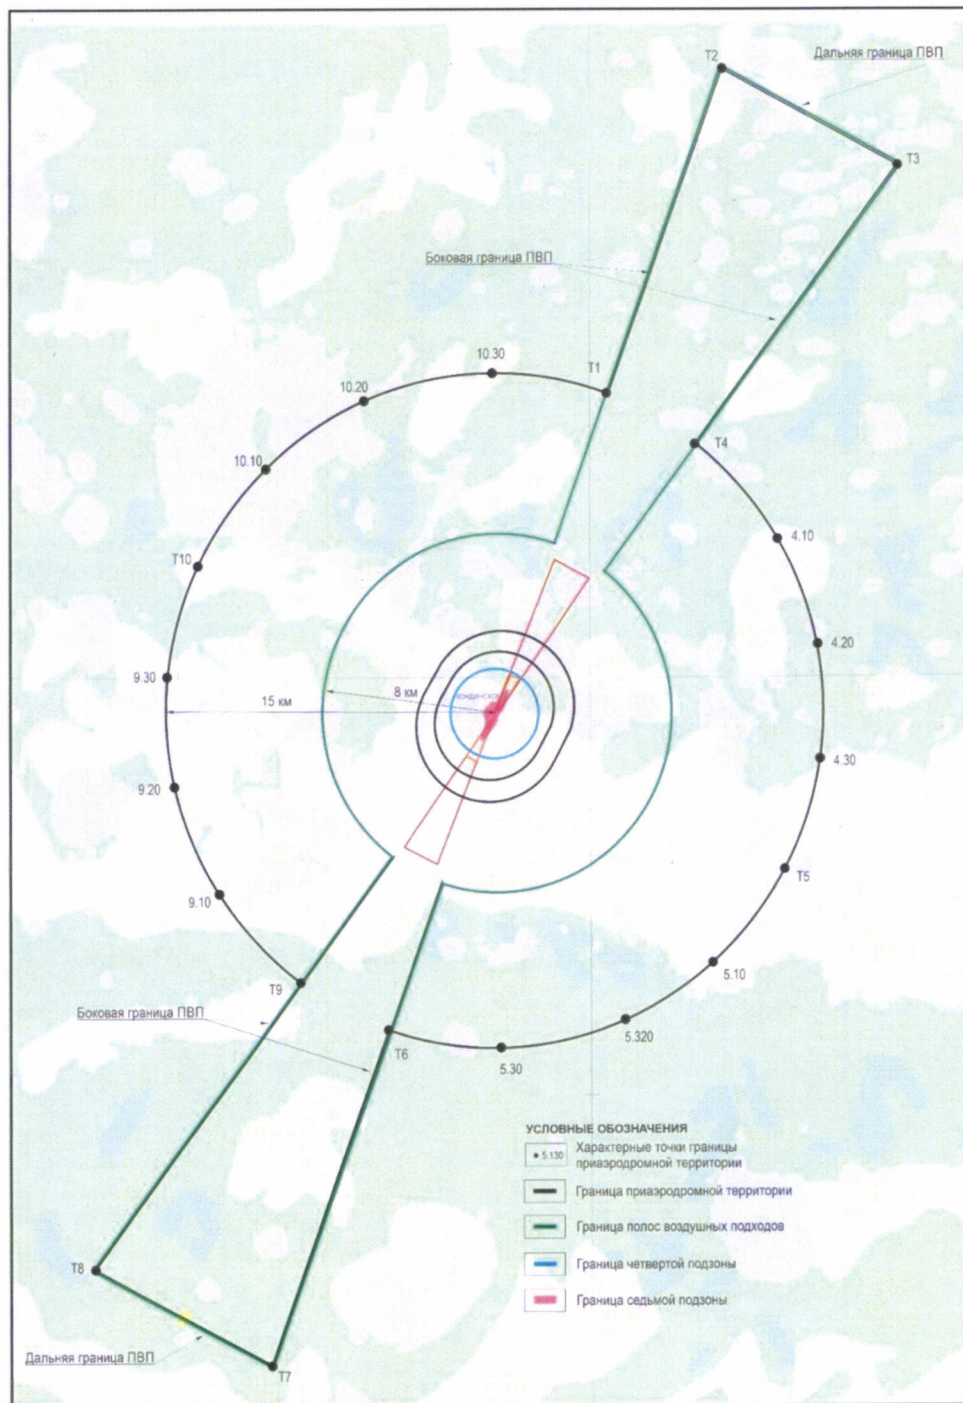 Т2
Дальняя граница ПВП
Т3
Боковая граница ПВП
10.30
Т1
10.20
Т4
10.10
4.10
Т10
4.20
9.30
8 км
15 км
4.30
9.20
Т5
9.10
5.10
Т9
Боковая граница ПВП
5.320
Т6
5.30
УСЛОВНЫЕ ОБОЗНАЧЕНИЯ
5.130
Характерные точки границы
приаэродромной территории
Граница приаэродромной территории
Граница полос воздушных подходов
Т8
Граница четвертой подзоны
Граница седьмой подзоны
Дальняя граница ПВП
Т7